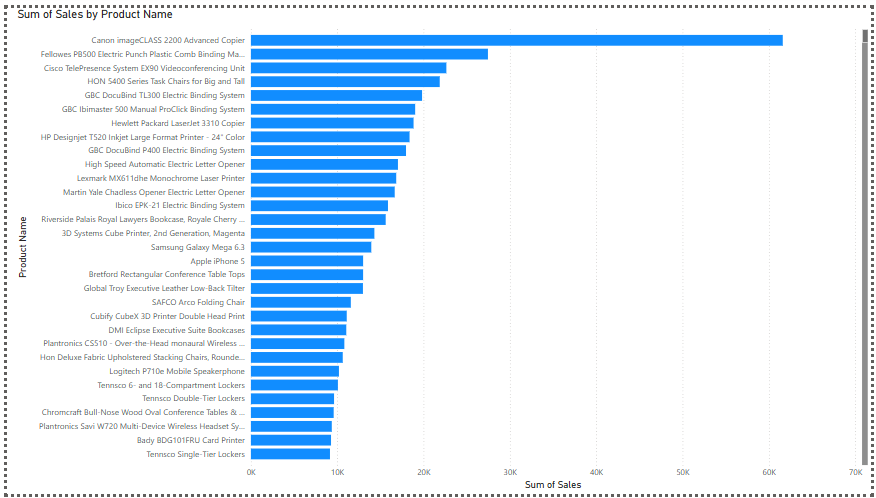 Sum of Sales by Product Name
Canon imageCLASS 2200 Advanced Copier
Fellowes PB500 Electric Punch Plastic Comb Binding Ma...
Cisco TelePresence System EX90 Videoconferencing Unit
HON 5400 Series Task Chairs for Big and Tall
GBC DocuBind TL300 Electric Binding System
GBC Ibimaster 500 Manual ProClick Binding System
Hewlett Packard LaserJet 3310 Copier
HP Designjet T520 Inkjet Large Format Printer - 24" Color
GBC DocuBind P400 Electric Binding System
High Speed Automatic Electric Letter Opener
Lexmark MX611dhe Monochrome Laser Printer
Martin Yale Chadless Opener Electric Letter Opener
Ibico EPK-21 Electric Binding System
Riverside Palais Royal Lawyers Bookcase, Royale Cherry ...
3D Systems Cube Printer, 2nd Generation, Magenta
Samsung Galaxy Mega 6.3
Apple iPhone 5
Bretford Rectangular Conference Table Tops
Global Troy Executive Leather Low-Back Tilter
SAFCO Arco Folding Chair
Cubify CubeX 3D Printer Double Head Print
DMI Eclipse Executive Suite Bookcases
Plantronics CS510 - Over-the-Head monaural Wireless ...
Hon Deluxe Fabric Upholstered Stacking Chairs, Rounde...
Logitech P710e Mobile Speakerphone
Tennsco 6- and 18-Compartment Lockers
Tennsco Double-Tier Lockers
Chromcraft Bull-Nose Wood Oval Conference Tables & ...
Plantronics Savi W720 Multi-Device Wireless Headset Sy...
Bady BDG101FRU Card Printer
Tennsco Single-Tier Lockers
Product Name
0K 10K 20K 30K 40K 50K 60K 70K
Sum of Sales